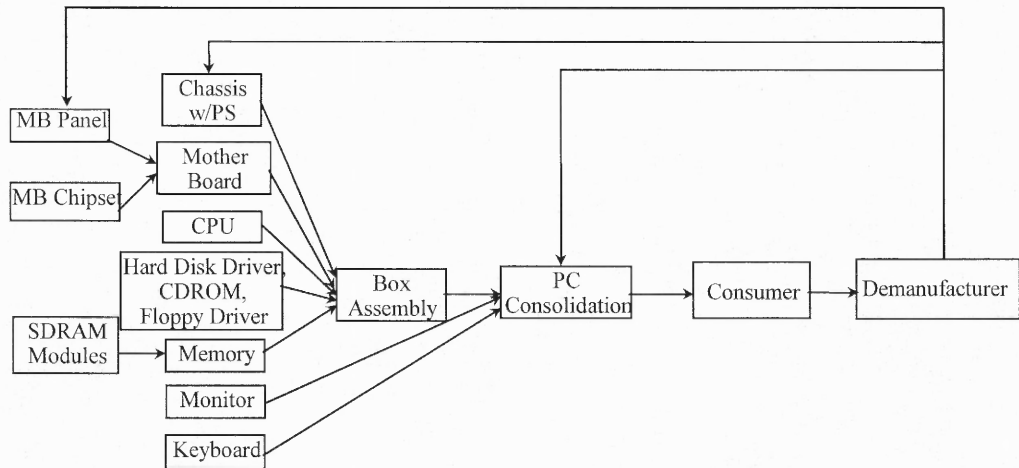 Chassis
w/PS
MB Panel
Mother
Board
MB Chipset
CPU
Hard Disk Driver,
CDROM,
Floppy Driver
Box
Assembly
PC
Consolidation
Consumer
Demanufacturer
SDRAM
Modules
Memory
Monitor
Keyboard